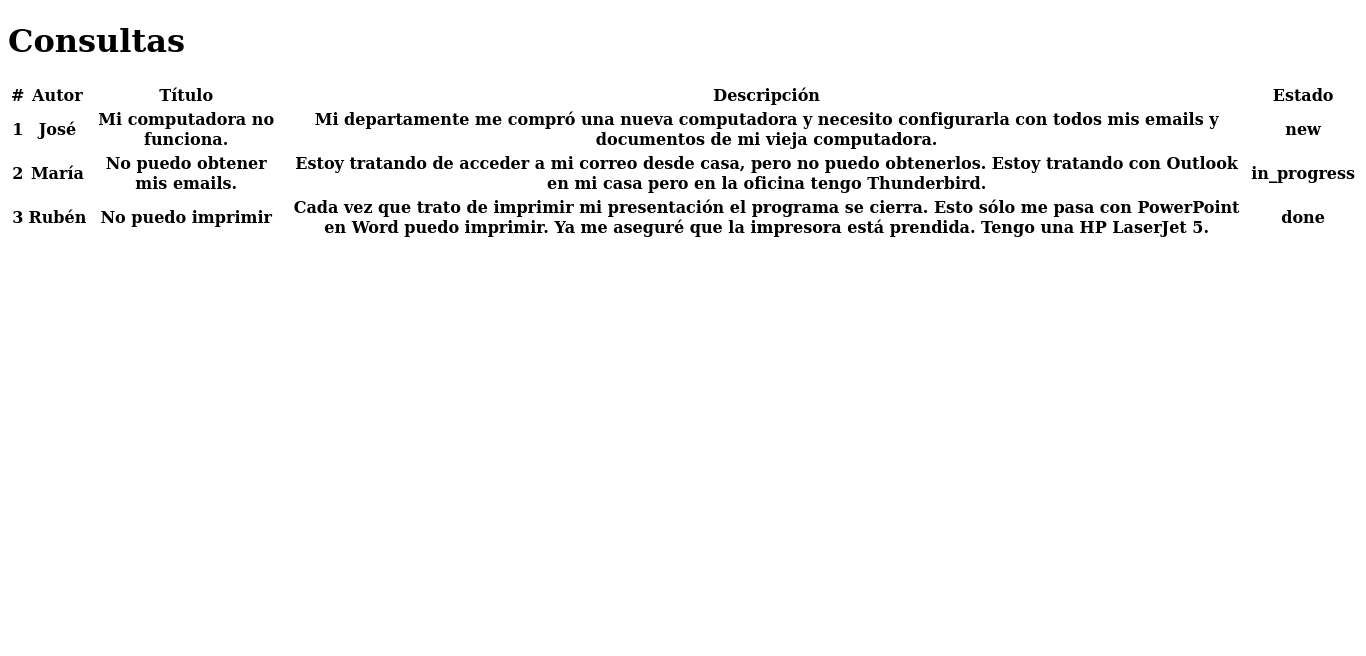 Consultas
# Autor Título Descripción Estado
1 José Mi computadora no funciona. Mi departamente me compró una nueva computadora y necesito configurarla con todos mis emails y documentos de mi vieja computadora. new
2 María No puedo obtener mis emails. Estoy tratando de acceder a mi correo desde casa, pero no puedo obtenerlos. Estoy tratando con Outlook en mi casa pero en la oficina tengo Thunderbird. in_progress
3 Rubén No puedo imprimir Cada vez que trato de imprimir mi presentación el programa se cierra. Esto sólo me pasa con PowerPoint en Word puedo imprimir. Ya me aseguré que la impresora está prendida. Tengo una HP LaserJet 5. done